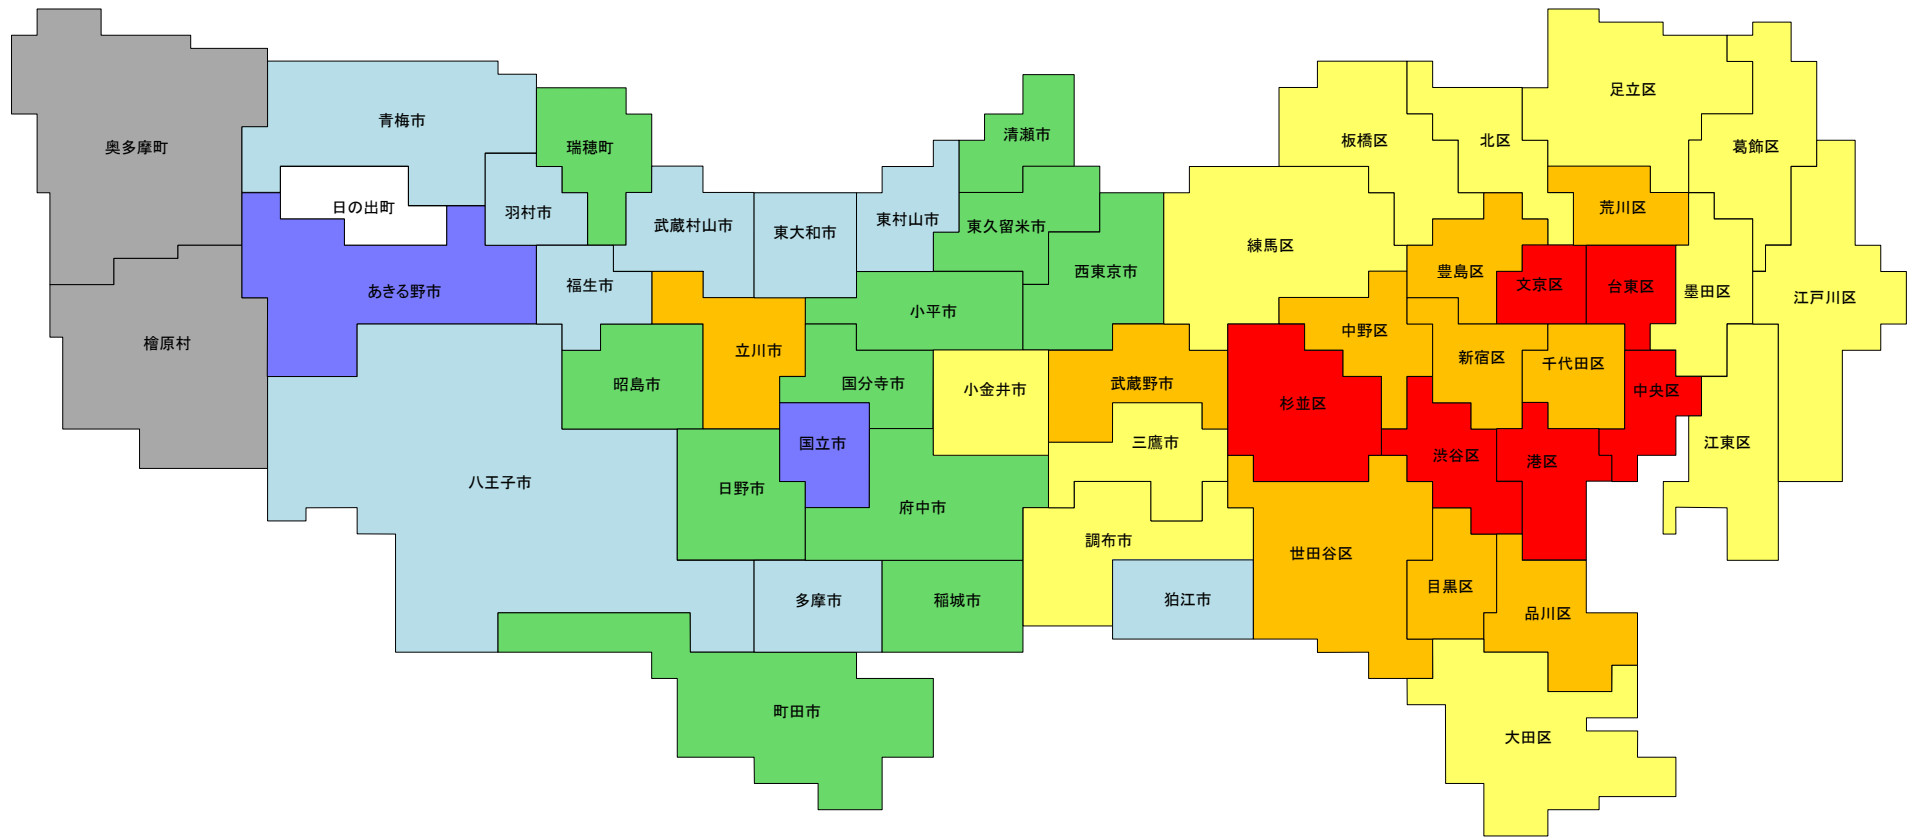 足立区
青梅市
清瀬市
板橋区
北区
葛飾区
奥多摩町
瑞穂町
日の出町
羽村市
武蔵村山市
東大和市
東村山市
東久留米市
荒川区
練馬区
西東京市
豊島区
あきる野市
福生市
文京区
台東区
墨田区
江戸川区
小平市
中野区
檜原村
立川市
新宿区
千代田区
昭島市
国分寺市
小金井市
武蔵野市
杉並区
中央区
国立市
三鷹市
渋谷区
港区
江東区
八王子市
日野市
府中市
調布市
世田谷区
目黒区
多摩市
稲城市
狛江市
品川区
町田市
大田区